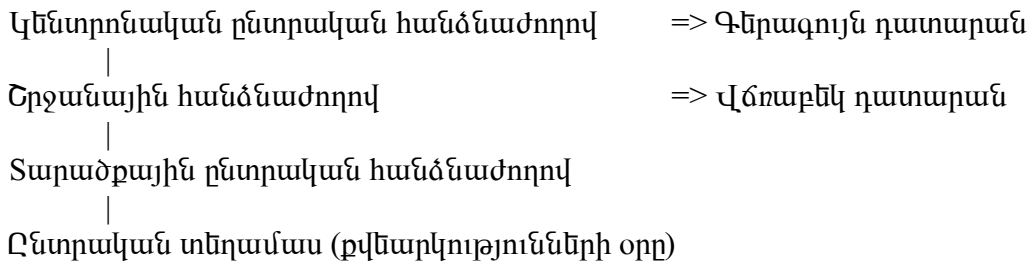 Կենտրոնական ընտրական հանձնաժողով => Գերագույն դատարան
|
Շրջանային հանձնաժողով => Վճռաբեկ դատարան
|
Տարածքային ընտրական հանձնաժողով
|
Ընտրական տեղամաս (քվեարկությունների օրը)